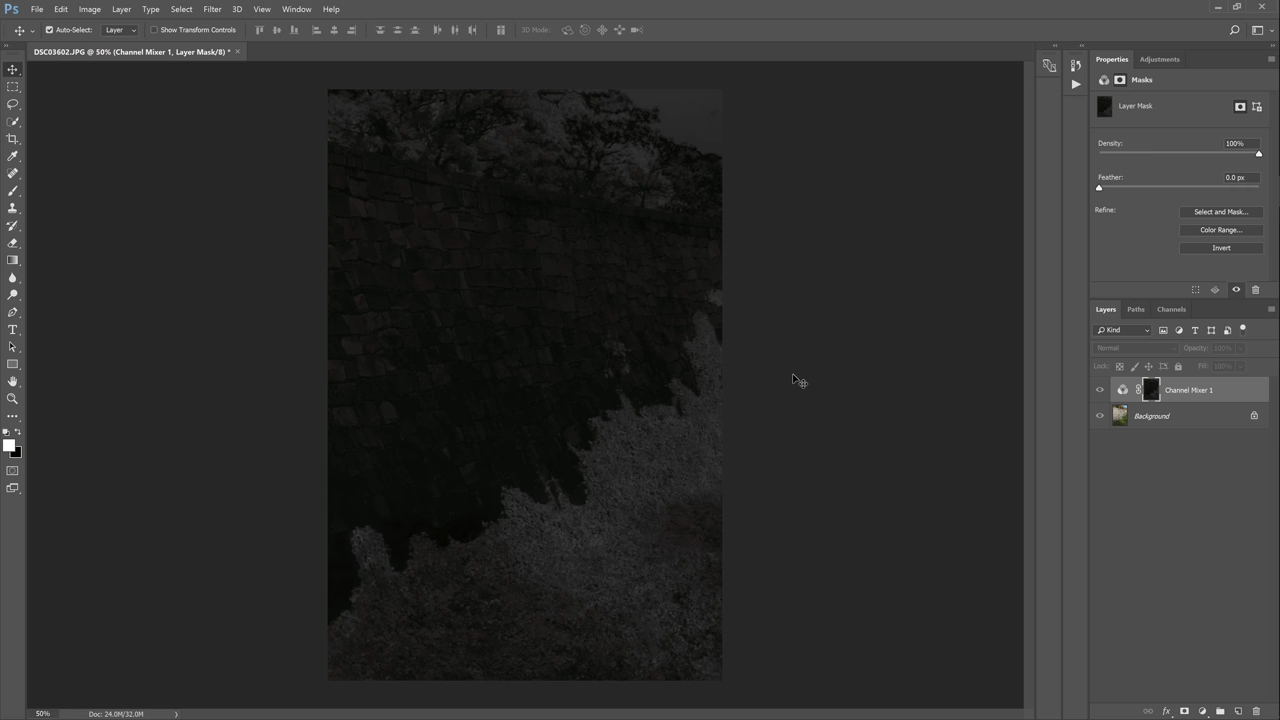 Ps File Edit Image Layer Type Select Filter 3D View Window Help
Auto-Select: Layer Show Transform Controls 3D Mode:
DSC03602.JPG @ 50% (Channel Mixer 1, Layer Mask/8) * ×
Properties Adjustments
Masks
Layer Mask
Density: 100%
Feather: 0.0 px
Refine: Select and Mask...
Color Range...
Invert
Layers Paths Channels
Kind
Normal Opacity: 100%
Lock: Fill: 100%
Channel Mixer 1
Background
50% Doc: 24.0M/32.0M